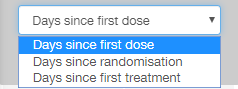 Days since first dose
Days since first dose
Days since randomisation
Days since first treatment